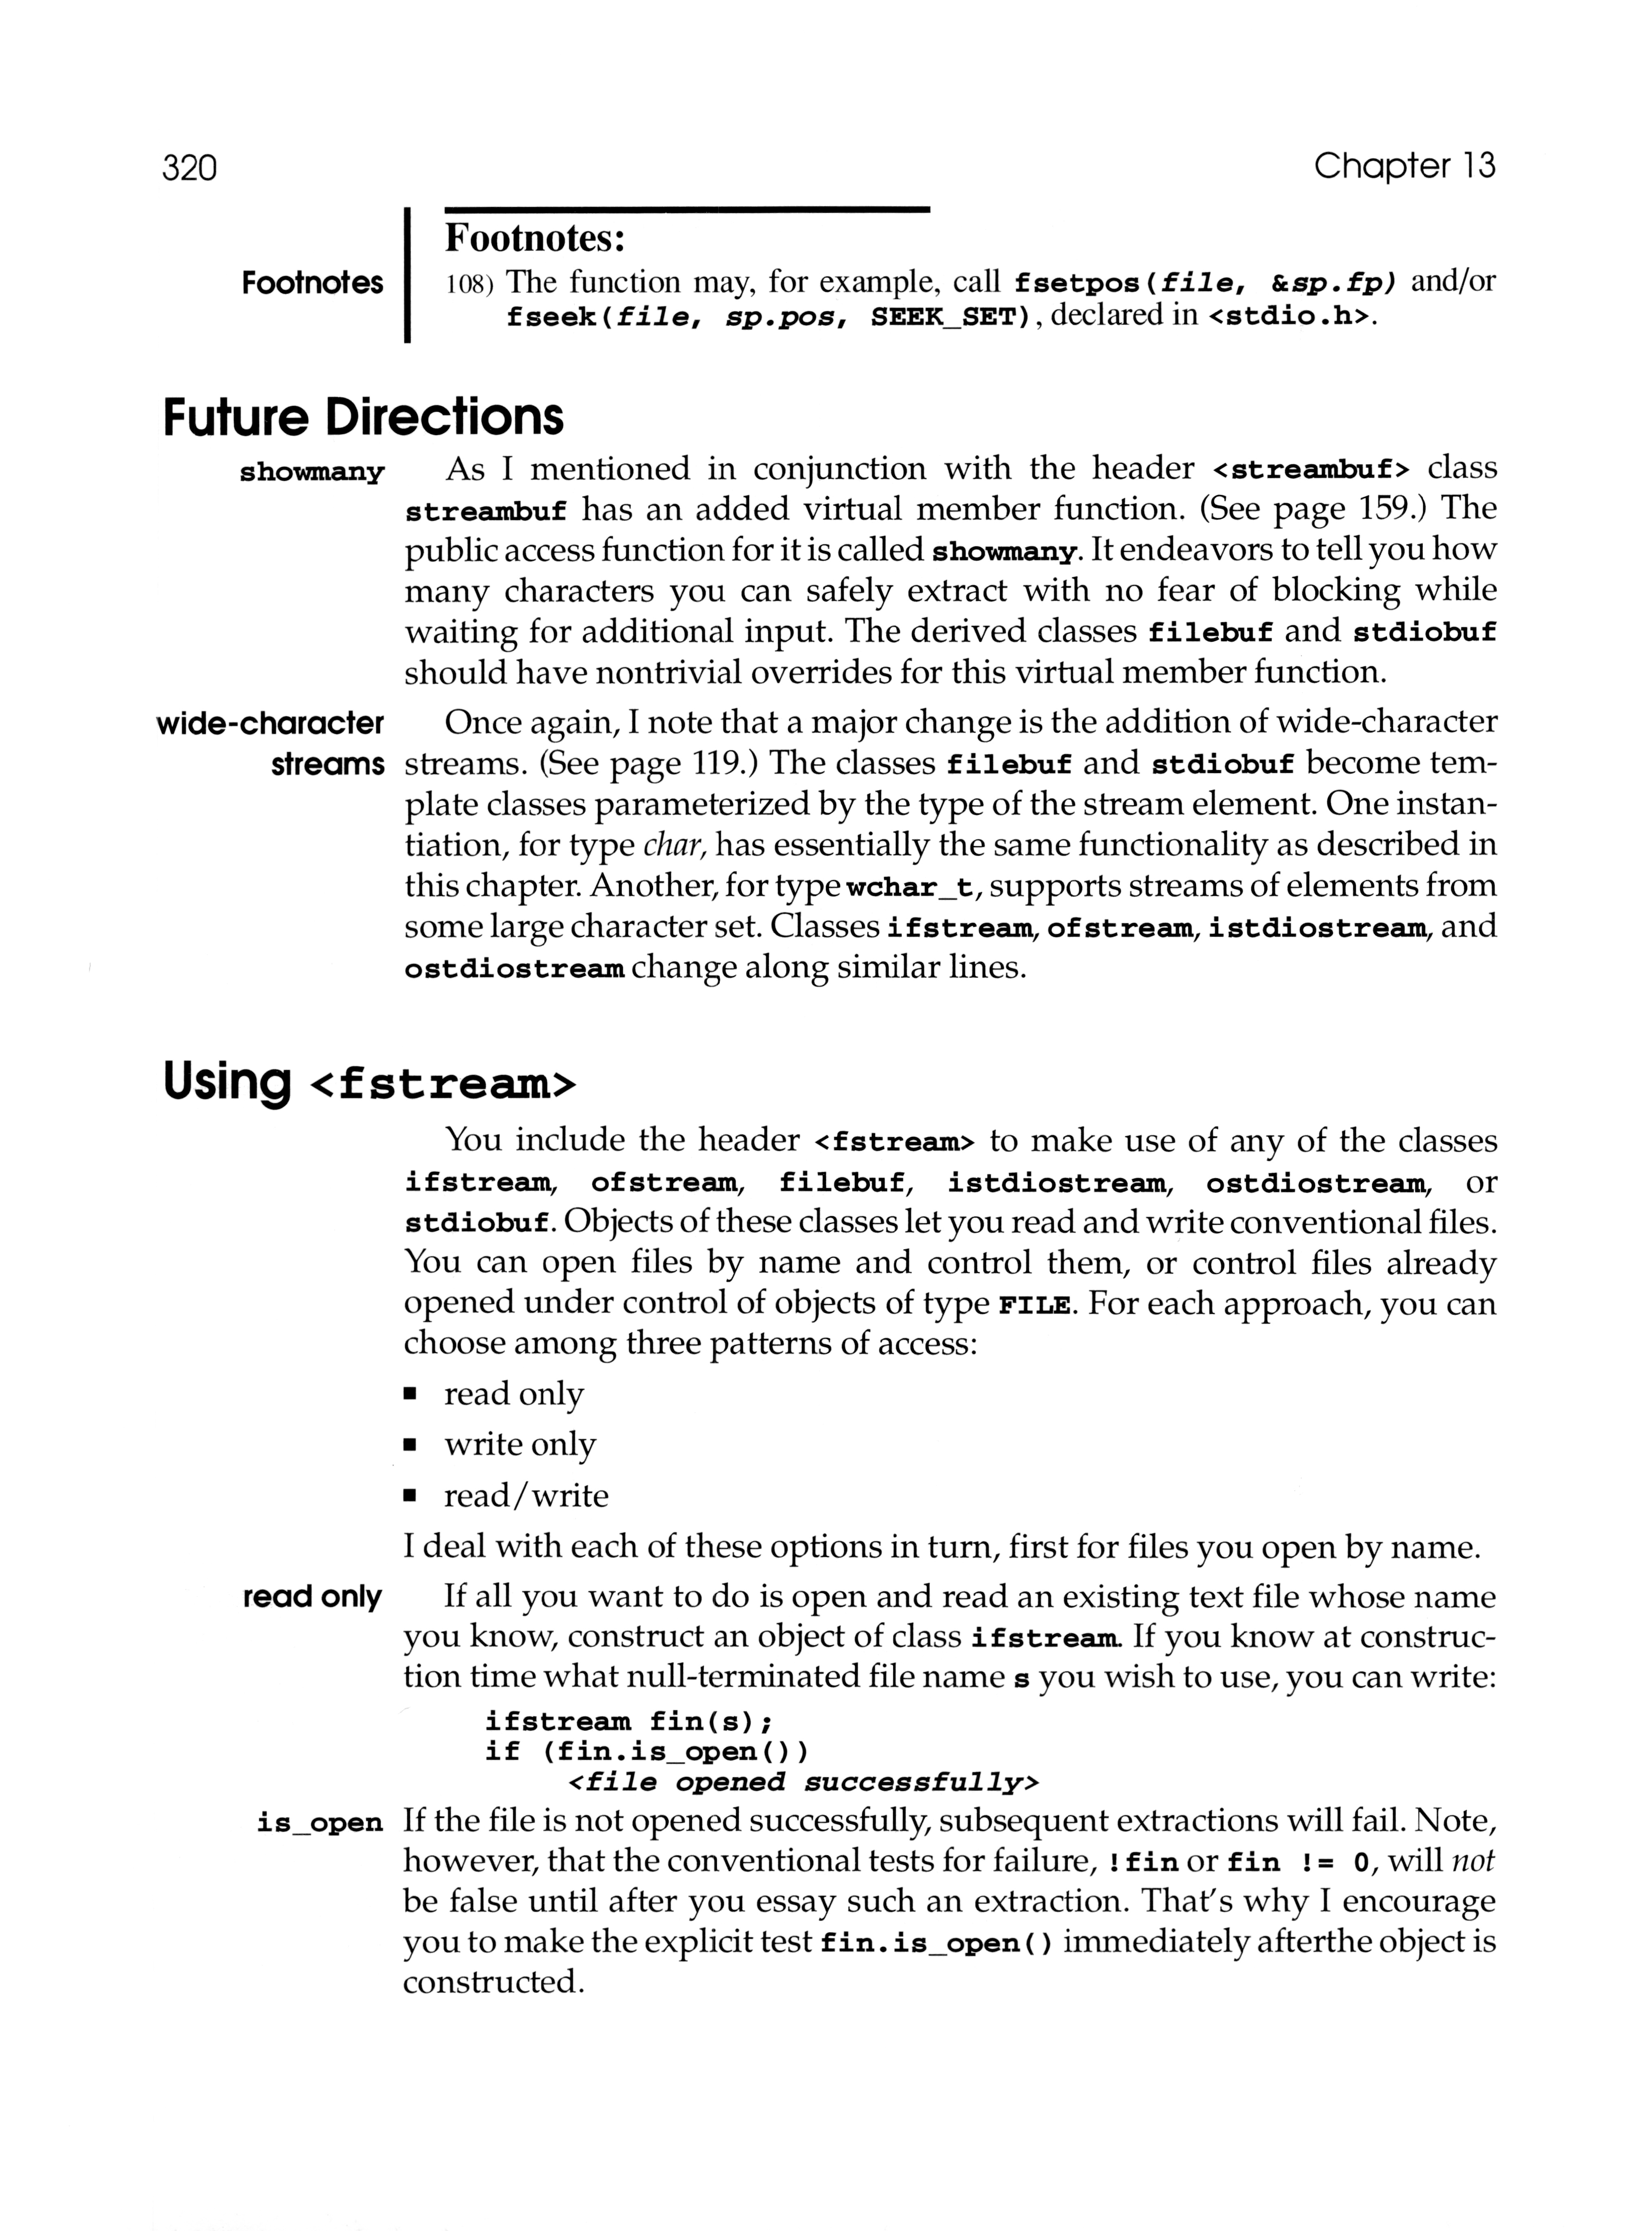 320
Chapter 13
Footnotes:
Footnotes
108) The function may, for example, call fsetpos(file, &sp.fp) and/or
fseek(file, sp.pos, SEEK_SET), declared in <stdio.h>.
Future Directions
showmany
As I mentioned in conjunction with the header <streambuf> class
streambuf has an added virtual member function. (See page 159.) The
public access function for it is called showmany. It endeavors to tell you how
many characters you can safely extract with no fear of blocking while
waiting for additional input. The derived classes filebuf and stdiobuf
should have nontrivial overrides for this virtual member function.
wide-character
streams
Once again, I note that a major change is the addition of wide-character
streams. (See page 119.) The classes filebuf and stdiobuf become tem-
plate classes parameterized by the type of the stream element. One instan-
tiation, for type char, has essentially the same functionality as described in
this chapter. Another, for type wchar_t, supports streams of elements from
some large character set. Classes ifstream, ofstream, istdiostream, and
ostdiostream change along similar lines.
Using <fstream>
You include the header <fstream> to make use of any of the classes
ifstream, ofstream, filebuf, istdiostream, ostdiostream, or
stdiobuf. Objects of these classes let you read and write conventional files.
You can open files by name and control them, or control files already
opened under control of objects of type FILE. For each approach, you can
choose among three patterns of access:
▪ read only
▪ write only
▪ read/write
I deal with each of these options in turn, first for files you open by name.
read only
If all you want to do is open and read an existing text file whose name
you know, construct an object of class ifstream. If you know at construc-
tion time what null-terminated file name s you wish to use, you can write:
ifstream fin(s);
if (fin.is_open())
<file opened successfully>
is_open
If the file is not opened successfully, subsequent extractions will fail. Note,
however, that the conventional tests for failure, !fin or fin != 0, will not
be false until after you essay such an extraction. That's why I encourage
you to make the explicit test fin.is_open() immediately afterthe object is
constructed.